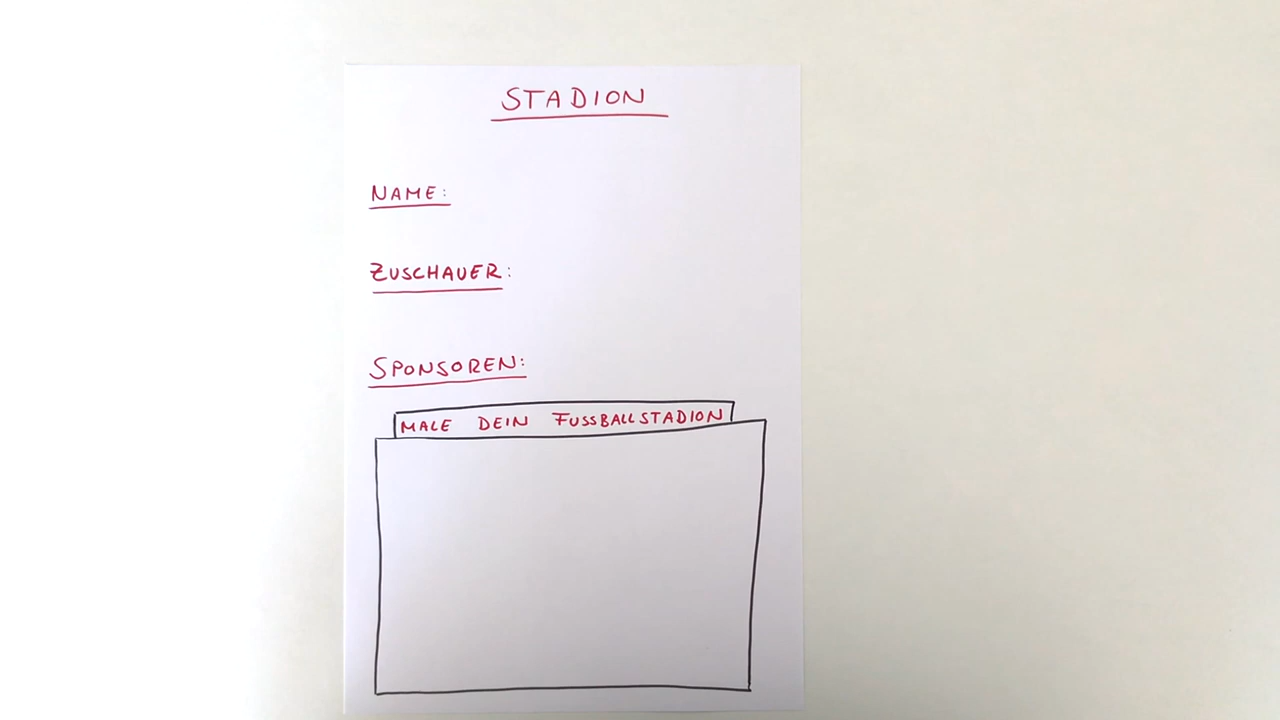 STADION
NAME:
ZUSCHAUER:
SPONSOREN:
MALE DEIN FUSSBALLSTADION